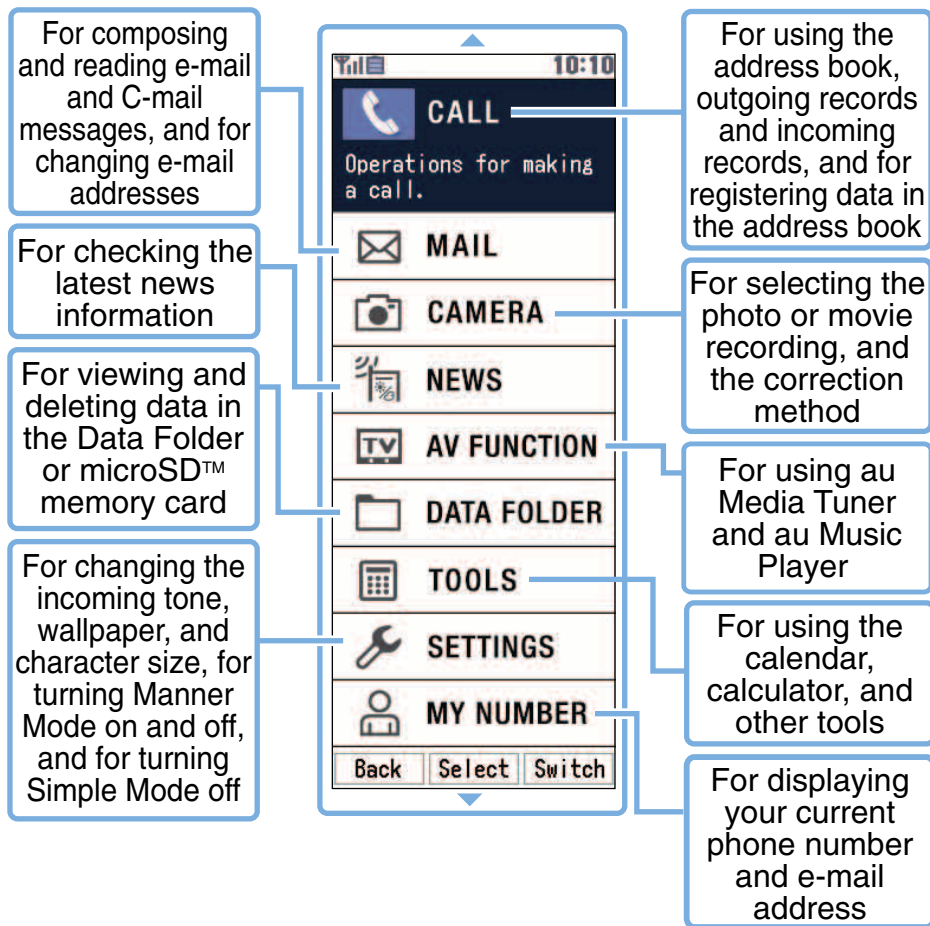 For composing
and reading e-mail
and C-mail
messages, and for
changing e-mail
addresses
For checking the
latest news
information
For viewing and
deleting data in
the Data Folder
or microSD™
memory card
For changing the
incoming tone,
wallpaper, and
character size, for
turning Manner
Mode on and off,
and for turning
Simple Mode off
10:10
CALL
Operations for making
a call.
MAIL
CAMERA
NEWS
TV
AV FUNCTION
DATA FOLDER
TOOLS
SETTINGS
MY NUMBER
Back Select Switch
For using the
address book,
outgoing records
and incoming
records, and for
registering data in
the address book
For selecting the
photo or movie
recording, and
the correction
method
For using au
Media Tuner
and au Music
Player
For using the
calendar,
calculator, and
other tools
For displaying
your current
phone number
and e-mail
address